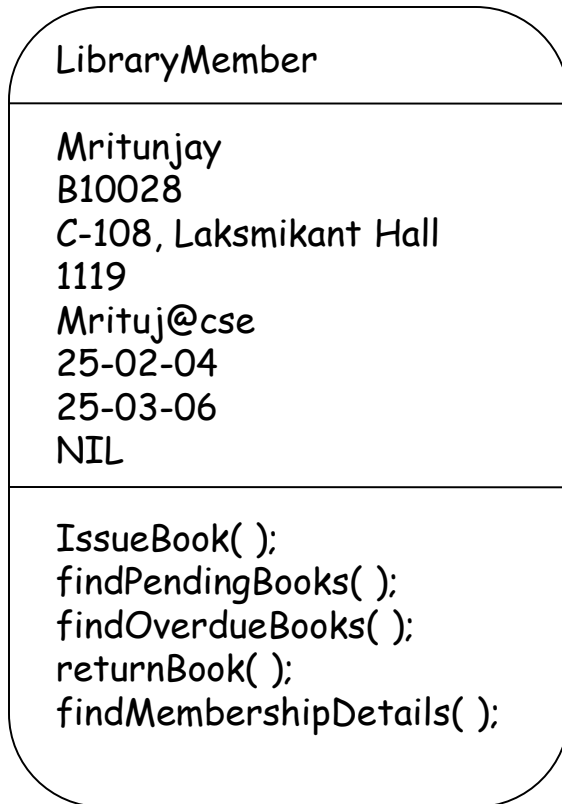 LibraryMember
Mritunjay
B10028
C-108, Laksmikant Hall
1119
Mrituj@cse
25-02-04
25-03-06
NIL
IssueBook( );
findPendingBooks( );
findOverdueBooks( );
returnBook( );
findMembershipDetails( );